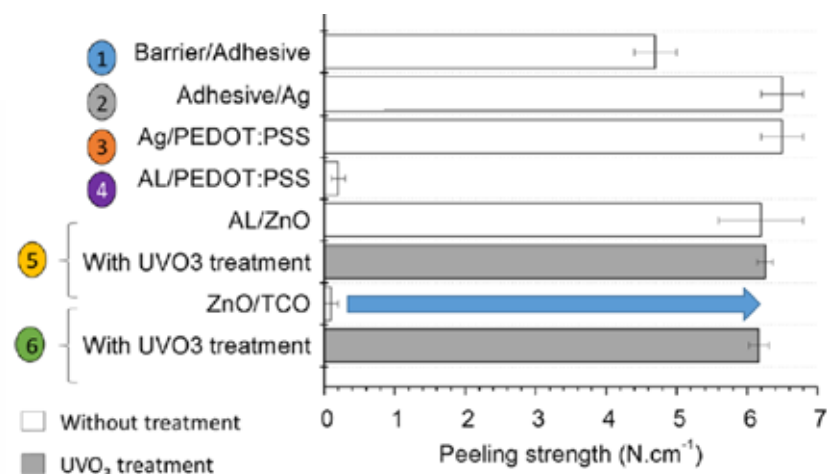 1 Barrier/Adhesive
2 Adhesive/Ag
3 Ag/PEDOT:PSS
4 AL/PEDOT:PSS
AL/ZnO
5 With UVO3 treatment
ZnO/TCO
6 With UVO3 treatment
Without treatment
UVO₃ treatment
0 1 2 3 4 5 6 7
Peeling strength (N.cm⁻¹)